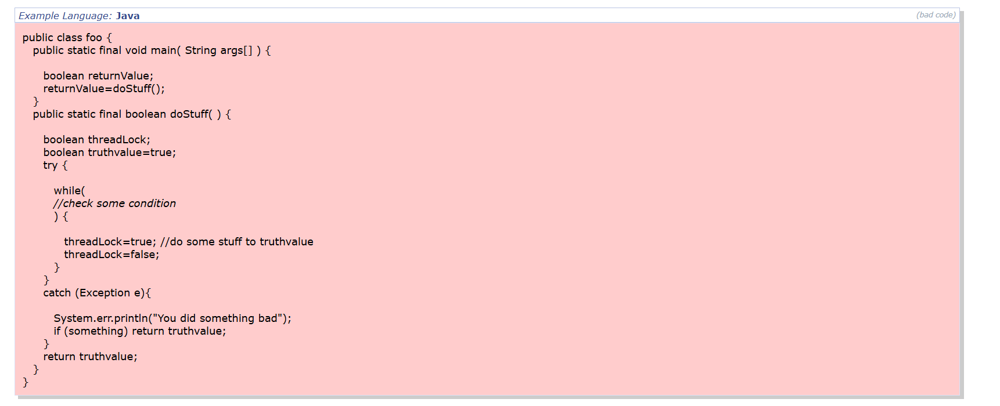 Example Language: Java (bad code)
public class foo {
public static final void main( String args[] ) {
boolean returnValue;
returnValue=doStuff();
}
public static final boolean doStuff( ) {
boolean threadLock;
boolean truthvalue=true;
try {
while(
//check some condition
) {
threadLock=true; //do some stuff to truthvalue
threadLock=false;
}
}
catch (Exception e){
System.err.println("You did something bad");
if (something) return truthvalue;
}
return truthvalue;
}
}